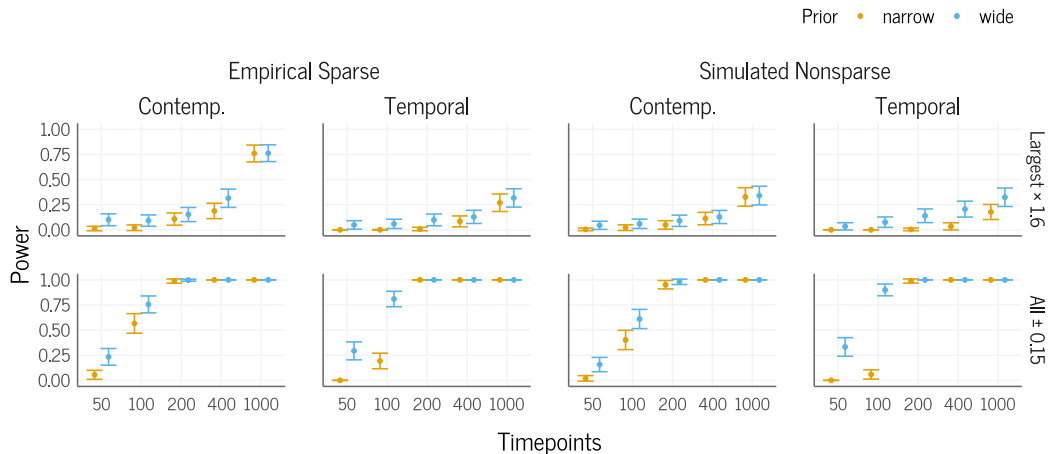 Prior narrow wide
Empirical Sparse Simulated Nonsparse
Contemp. Temporal Contemp. Temporal
1.00
0.75
0.50
0.25
0.00
Largest × 1.6
Power
1.00
0.75
0.50
0.25
0.00
All ± 0.15
50 100 200 400 1000 50 100 200 400 1000 50 100 200 400 1000 50 100 200 400 1000
Timepoints